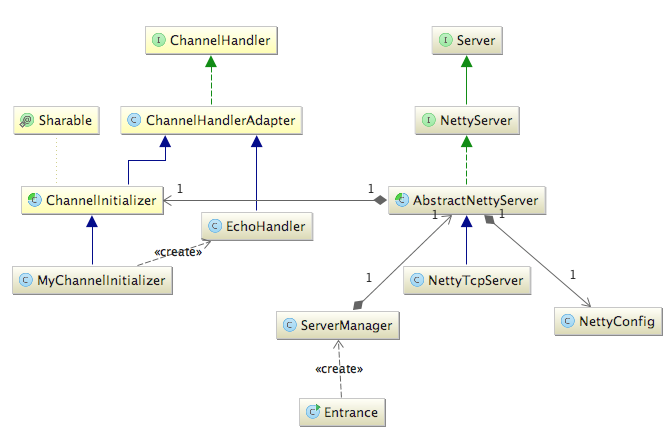 I ChannelHandler
I Server
@ Sharable
C ChannelHandlerAdapter
I NettyServer
C ChannelInitializer
1
1
C AbstractNettyServer
C EchoHandler
1
1
«create»
C MyChannelInitializer
1
C NettyTcpServer
1
C ServerManager
C NettyConfig
«create»
C Entrance